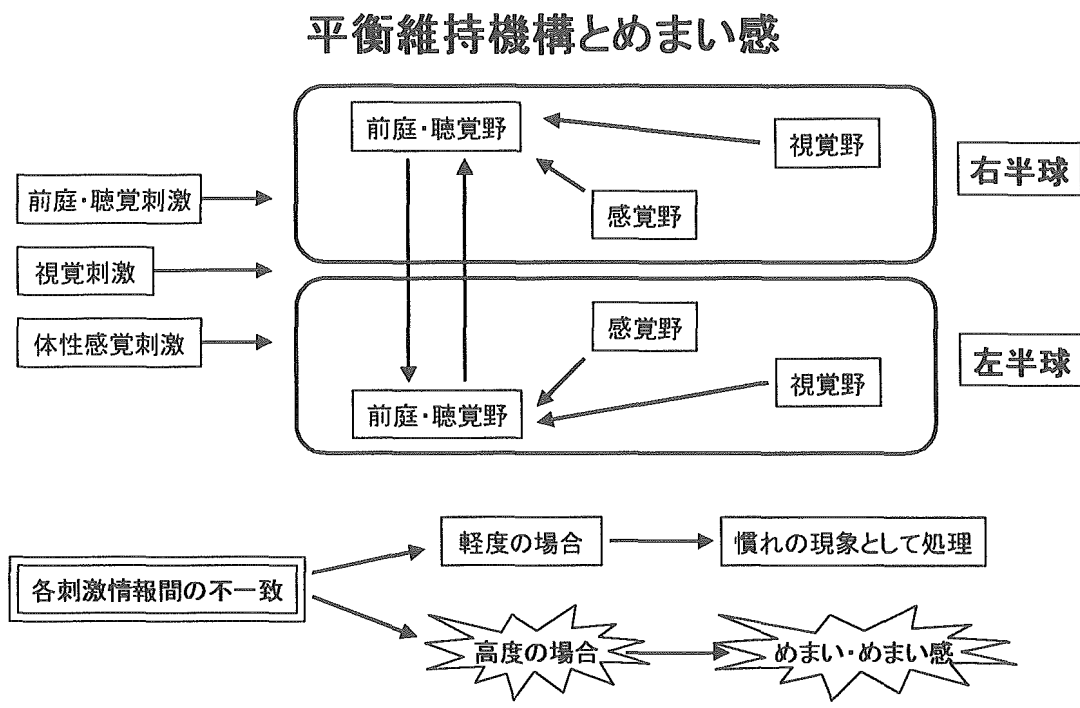 平衡維持機構とめまい感
前庭・聴覚野
視覚野
右半球
前庭・聴覚刺激
感覚野
視覚刺激
体性感覚刺激
感覚野
左半球
視覚野
前庭・聴覚野
軽度の場合
慣れの現象として処理
各刺激情報間の不一致
高度の場合
めまい・めまい感